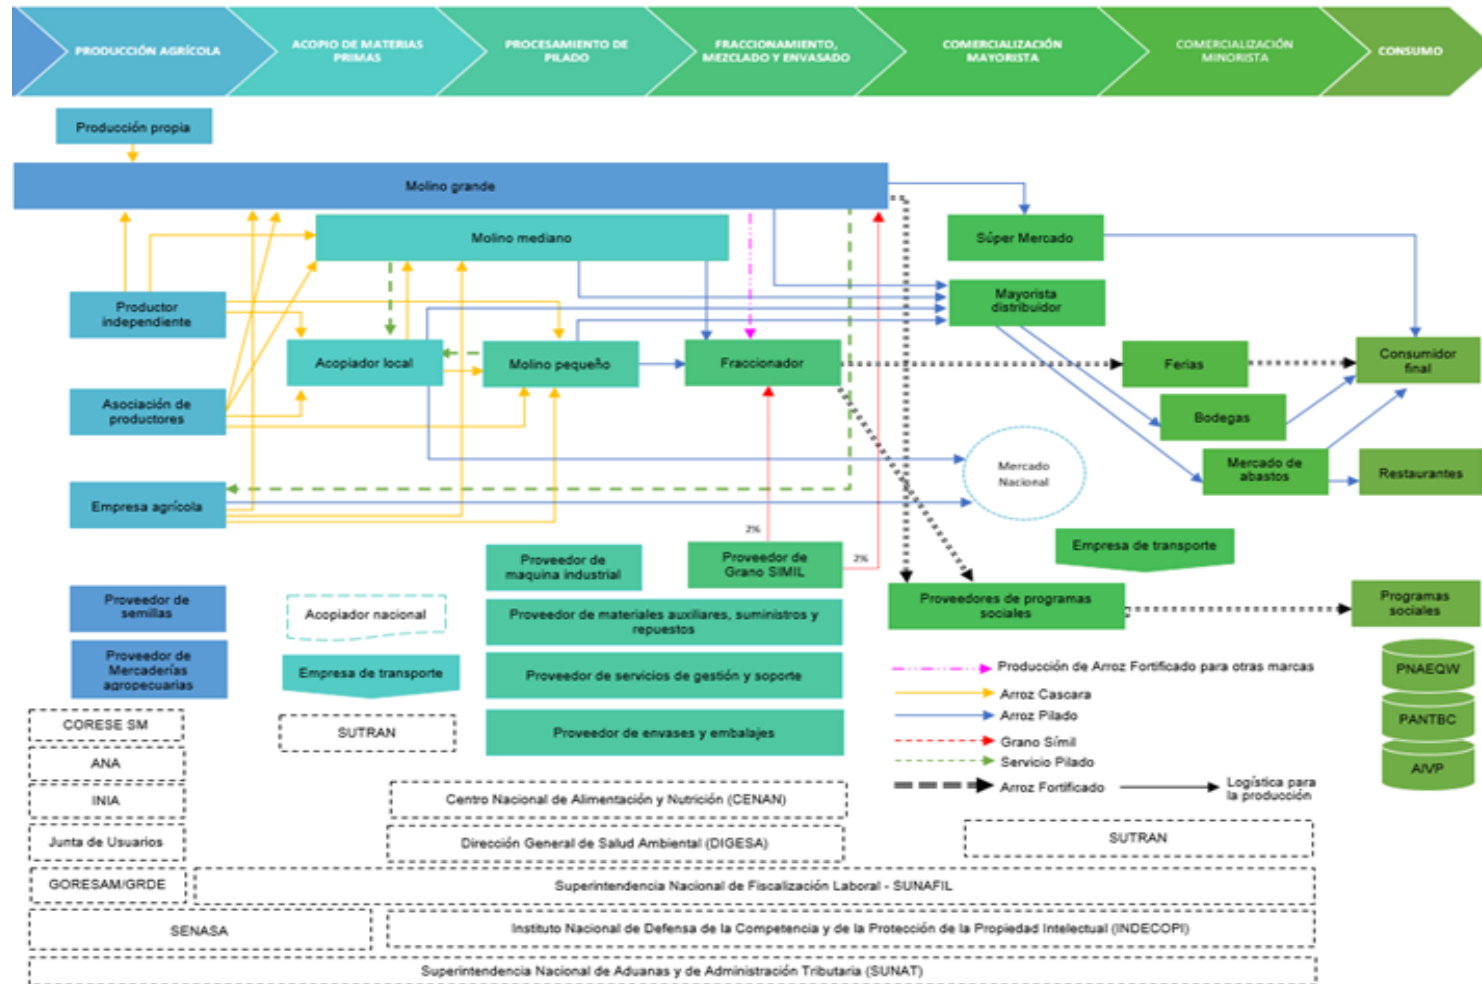 PRODUCCIÓN AGRÍCOLA
ACOPIO DE MATERIAS
PRIMAS
PROCESAMIENTO DE
PILADO
FRACCIONAMIENTO,
MEZCLADO Y ENVASADO
COMERCIALIZACIÓN
MAYORISTA
COMERCIALIZACIÓN
MINORISTA
CONSUMO
Producción propia
Molino grande
Molino mediano
Súper Mercado
Productor
independiente
Mayorista
distribuidor
Acopiador local
Molino pequeño
Fraccionador
Ferias
Consumidor
final
Asociación de
productores
Bodegas
Mercado
Nacional
Mercado de
abastos
Restaurantes
Empresa agrícola
2%
2%
Proveedor de
maquina industrial
Proveedor de
Grano SIMIL
Empresa de transporte
Proveedor de
semillas
Acopiador nacional
Proveedor de materiales auxiliares, suministros y
repuestos
Proveedores de programas
sociales
Programas
sociales
Proveedor de
Mercaderías
agropecuarias
Empresa de transporte
Proveedor de servicios de gestión y soporte
Producción de Arroz Fortificado para otras marcas
Arroz Cascara
Arroz Pilado
Grano Símil
Servicio Pilado
Arroz Fortificado
Logística para
la producción
PNAEQW
PANTBC
AIVP
CORESE SM
SUTRAN
Proveedor de envases y embalajes
ANA
INIA
Centro Nacional de Alimentación y Nutrición (CENAN)
Junta de Usuarios
Dirección General de Salud Ambiental (DIGESA)
SUTRAN
GORESAM/GRDE
Superintendencia Nacional de Fiscalización Laboral - SUNAFIL
SENASA
Instituto Nacional de Defensa de la Competencia y de la Protección de la Propiedad Intelectual (INDECOPI)
Superintendencia Nacional de Aduanas y de Administración Tributaria (SUNAT)